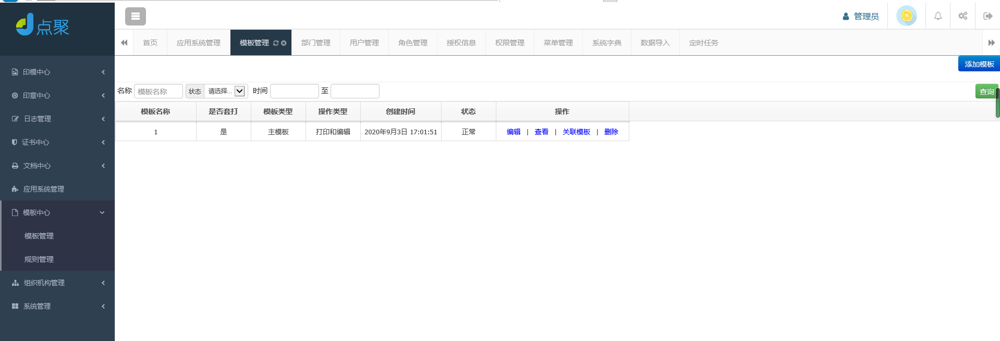 点聚
管理员
首页 应用系统管理 模板管理 部门管理 用户管理 角色管理 授权信息 权限管理 菜单管理 系统字典 数据导入 定时任务
印模中心
印章中心
日志管理
证书中心
文档中心
应用系统管理
模板中心
模板管理
规则管理
组织机构管理
系统管理
添加模板
名称 模板名称 状态 请选择... 时间 至 查询
模板名称 是否套打 模板类型 操作类型 创建时间 状态 操作
1 是 主模板 打印和编辑 2020年9月3日 17:01:51 正常 编辑 | 查看 | 关联模板 | 删除